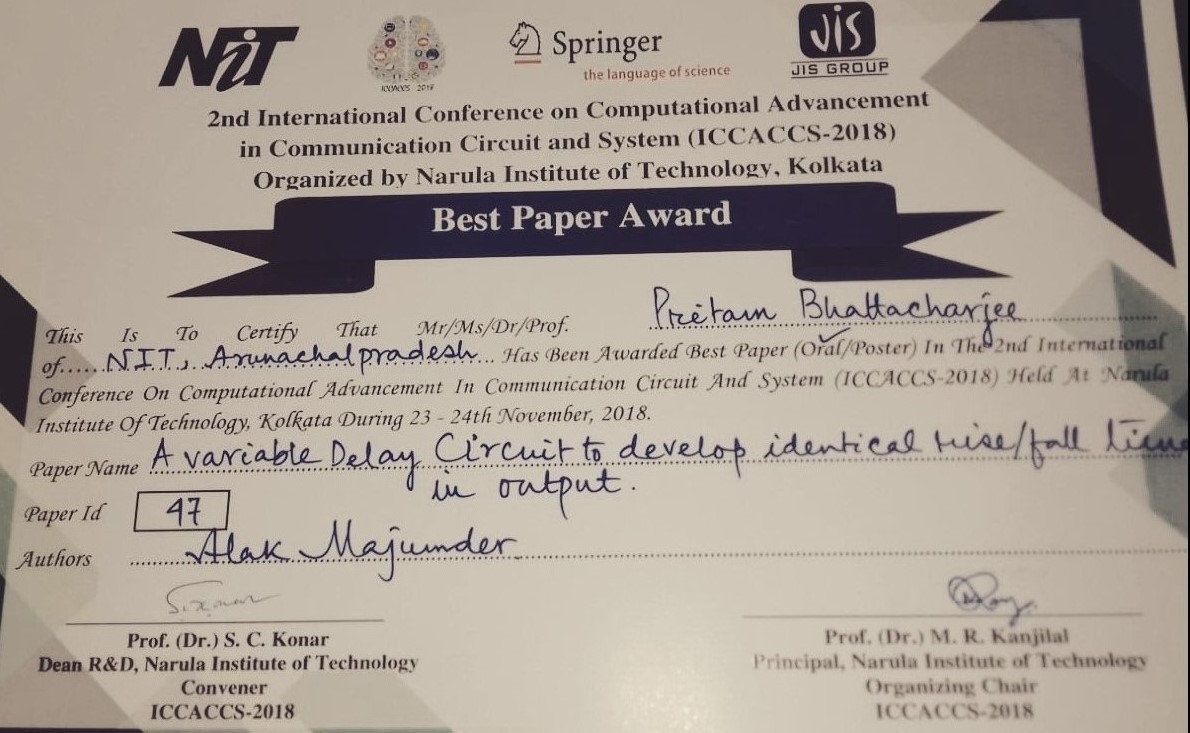 NiT
ICCACCS 2018
Springer
the language of science
JIS
JIS GROUP
2nd International Conference on Computational Advancement
in Communication Circuit and System (ICCACCS-2018)
Organized by Narula Institute of Technology, Kolkata
Best Paper Award
This Is To Certify That Mr/Ms/Dr/Prof. Pritam Bhattacharjee
of...... NIT, Arunachalpradesh... Has Been Awarded Best Paper (Oral/Poster) In The 2nd International
Conference On Computational Advancement In Communication Circuit And System (ICCACCS-2018) Held At Narula
Institute Of Technology, Kolkata During 23 - 24th November, 2018.
Paper Name A variable Delay Circuit to develop identical rise/fall time
in output.
Paper Id 47
Authors Alak Majumder
Prof. (Dr.) S. C. Konar
Dean R&D, Narula Institute of Technology
Convener
ICCACCS-2018
Prof. (Dr.) M. R. Kanjilal
Principal, Narula Institute of Technology
Organizing Chair
ICCACCS-2018